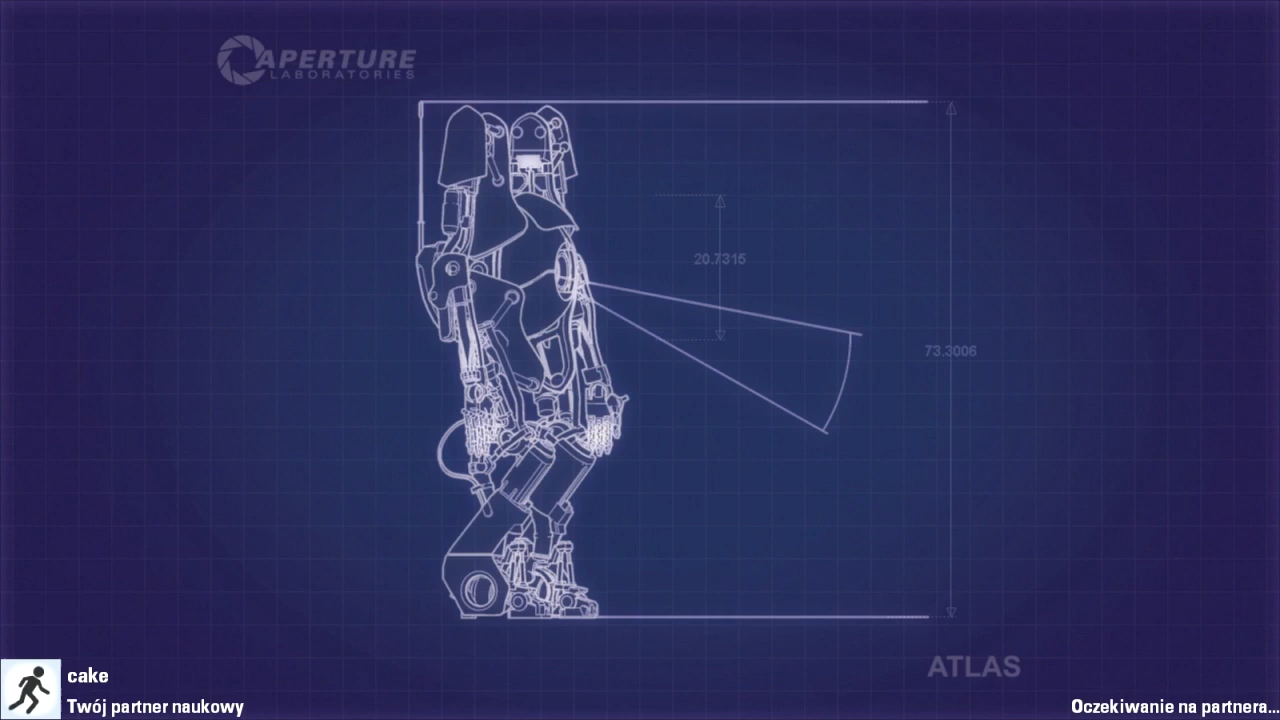 APERTURE
LABORATORIES
20.7315
73.3006
ATLAS
cake
Twój partner naukowy
Oczekiwanie na partnera...